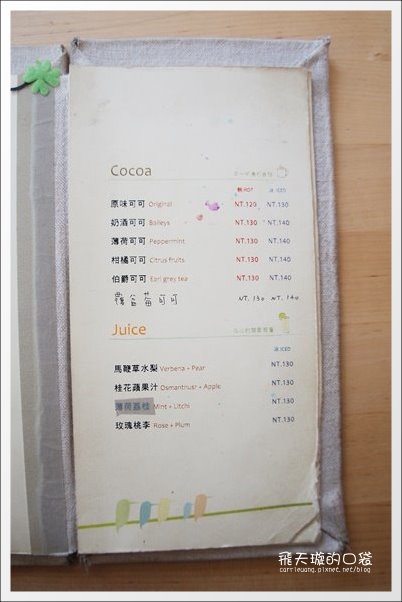 Cocoa
熱 HOT 冰 ICED
原味可可 Original NT.120 NT.130
奶酒可可 Baileys NT.130 NT.140
薄荷可可 Peppermint NT.130 NT.140
柑橘可可 Citrus fruits NT.130 NT.140
伯爵可可 Earl grey tea NT.130 NT.140
可可 NT. 130 NT. 140
Juice
冰 ICED
馬鞭草水梨 Verbena + Pear NT.130
桂花蘋果汁 Osmanthusr + Apple NT.130
薄荷荔枝 Mint + Litchi NT.130
玫瑰桃李 Rose + Plum NT.130
飛天璇的口袋
carrieuang.pixnet.net/blog